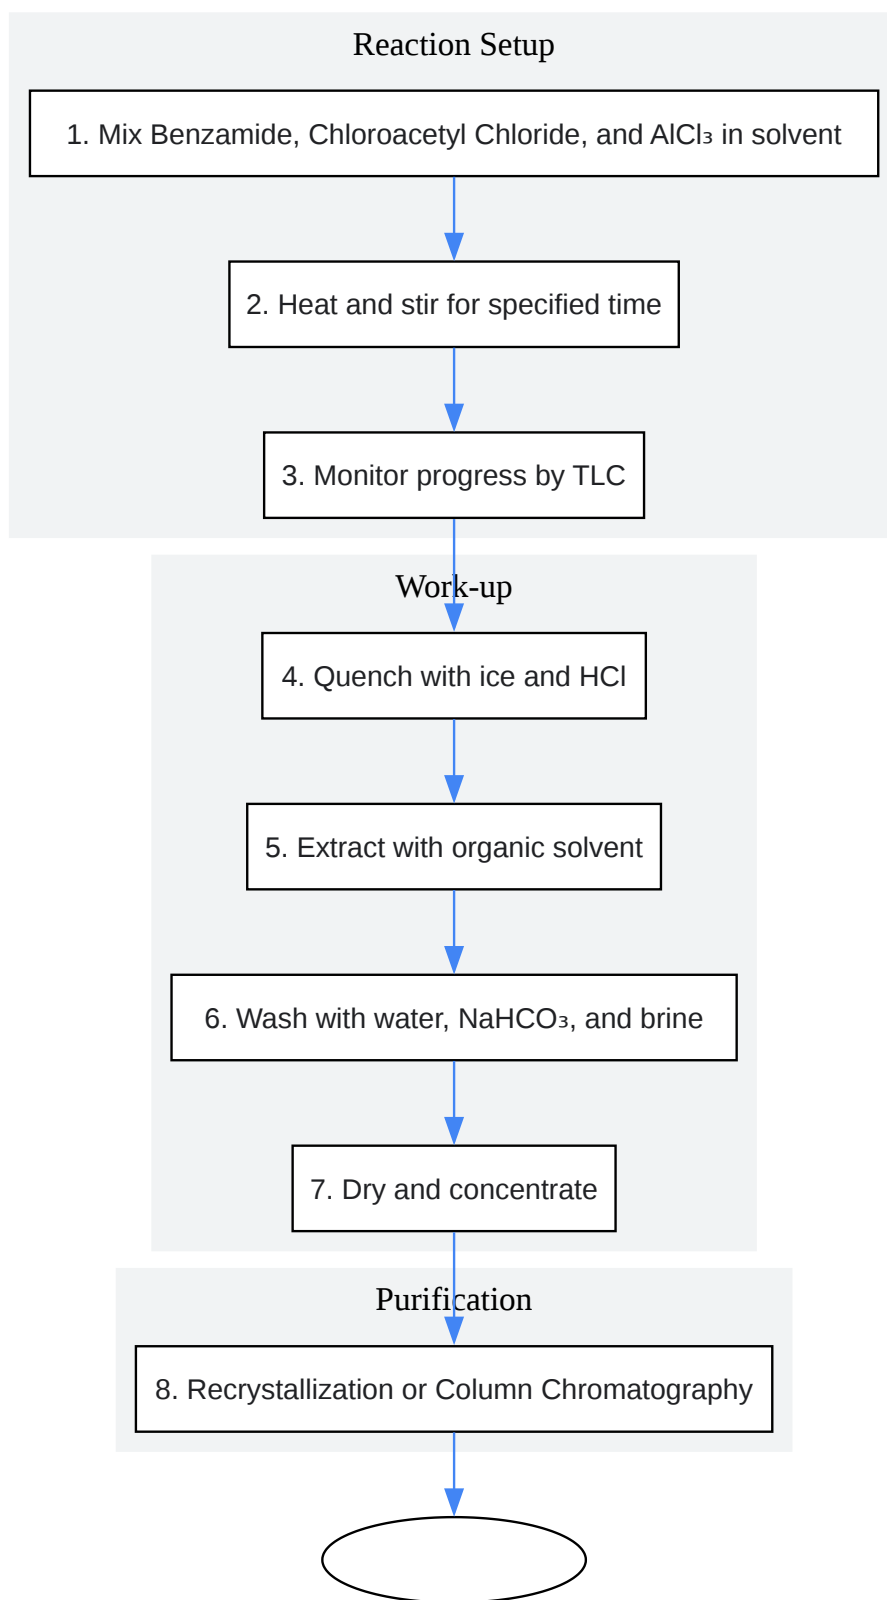 Reaction Setup
1. Mix Benzamide, Chloroacetyl Chloride, and AlCl₃ in solvent
2. Heat and stir for specified time
3. Monitor progress by TLC
Work-up
4. Quench with ice and HCl
5. Extract with organic solvent
6. Wash with water, NaHCO₃, and brine
7. Dry and concentrate
Purification
8. Recrystallization or Column Chromatography